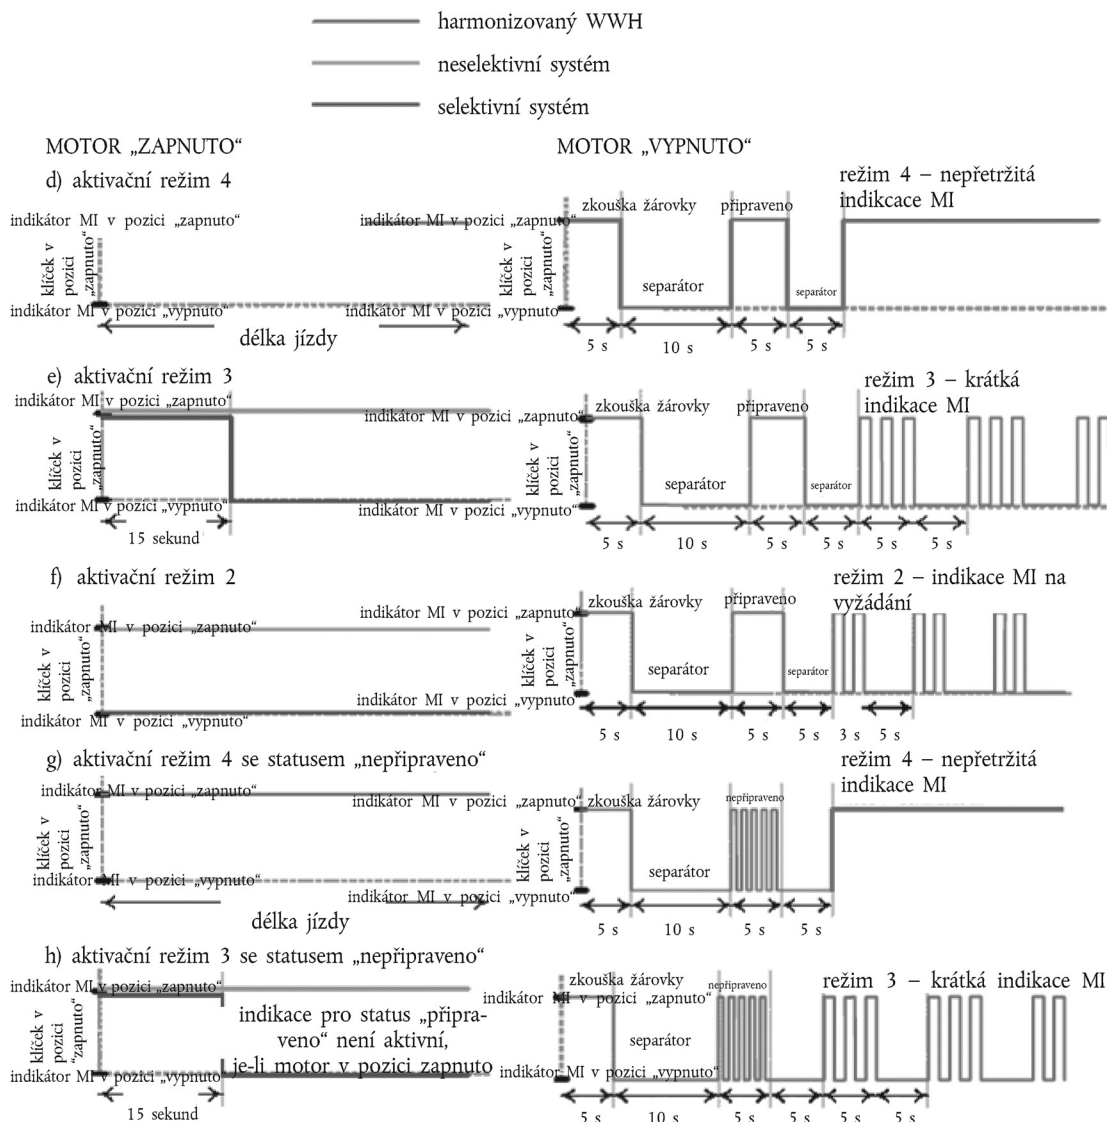 harmonizovaný WWH
neselektivní systém
selektivní systém
MOTOR „ZAPNUTO“
MOTOR „VYPNUTO“
d) aktivační režim 4
režim 4 – nepřetržitá
indikcace MI
indikátor MI v pozici „zapnuto“
indikátor MI v pozici „zapnuto“
zkouška žárovky
připraveno
klíček v
pozici
„zapnuto“
klíček v
pozici
„zapnuto“
separátor
separátor
indikátor MI v pozici „vypnuto“
indikátor MI v pozici „vypnuto“
délka jízdy
5 s
10 s
5 s
5 s
e) aktivační režim 3
režim 3 – krátká
indikace MI
indikátor MI v pozici „zapnuto“
indikátor MI v pozici „zapnuto“
zkouška žárovky
připraveno
klíček v
pozici
„zapnuto“
klíček v
pozici
„zapnuto“
separátor
separátor
indikátor MI v pozici „vypnuto“
indikátor MI v pozici „vypnuto“
15 sekund
5 s
10 s
5 s
5 s
5 s
5 s
f) aktivační režim 2
režim 2 – indikace MI na
vyžádání
indikátor MI v pozici „zapnuto“
indikátor MI v pozici „zapnuto“
zkouška žárovky
připraveno
klíček v
pozici
„zapnuto“
klíček v
pozici
„zapnuto“
separátor
separátor
indikátor MI v pozici „vypnuto“
indikátor MI v pozici „vypnuto“
5 s
10 s
5 s
5 s
3 s
5 s
g) aktivační režim 4 se statusem „nepřipraveno“
režim 4 – nepřetržitá
indikace MI
indikátor MI v pozici „zapnuto“
indikátor MI v pozici „zapnuto“
zkouška žárovky
nepřipraveno
klíček v
pozici
„zapnuto“
klíček v
pozici
„zapnuto“
separátor
indikátor MI v pozici „vypnuto“
indikátor MI v pozici „vypnuto“
délka jízdy
5 s
10 s
5 s
5 s
h) aktivační režim 3 se statusem „nepřipraveno“
režim 3 – krátká indikace MI
indikátor MI v pozici „zapnuto“
indikátor MI v pozici „zapnuto“
zkouška žárovky
nepřipraveno
klíček v
pozici
“zapnuto“
indikace pro status „připra-
veno“ není aktivní,
je-li motor v pozici zapnuto
separátor
indikátor MI v pozici „vypnuto“
indikátor MI v pozici „vypnuto“
15 sekund
5 s
10 s
5 s
5 s
5 s
5 s